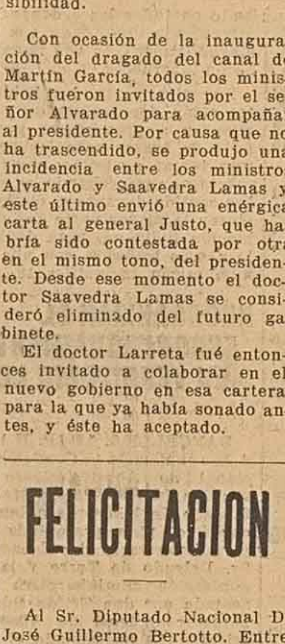 sibilidad.
Con ocasión de la inaugura
ción del dragado del canal de
Martín García, todos los minis
tros fueron invitados por el se
ñor Alvarado para acompaña
al presidente. Por causa que no
ha trascendido, se produjo una
incidencia entre los ministro
Alvarado y Saavedra Lamas y
este último envió una enérgica
carta al general Justo, que ha
bría sido contestada por otra
en el mismo tono, del presiden-
te. Desde ese momento el doc-
tor Saavedra Lamas se consi-
deró eliminado del futuro ga
binete.
El doctor Larreta fué enton-
ces invitado a colaborar en el
nuevo gobierno en esa cartera,
para la que ya había sonado an-
tes, y éste ha aceptado.
FELICITACION
Al Sr. Diputado Nacional D
José Guillermo Bertotto. Entre